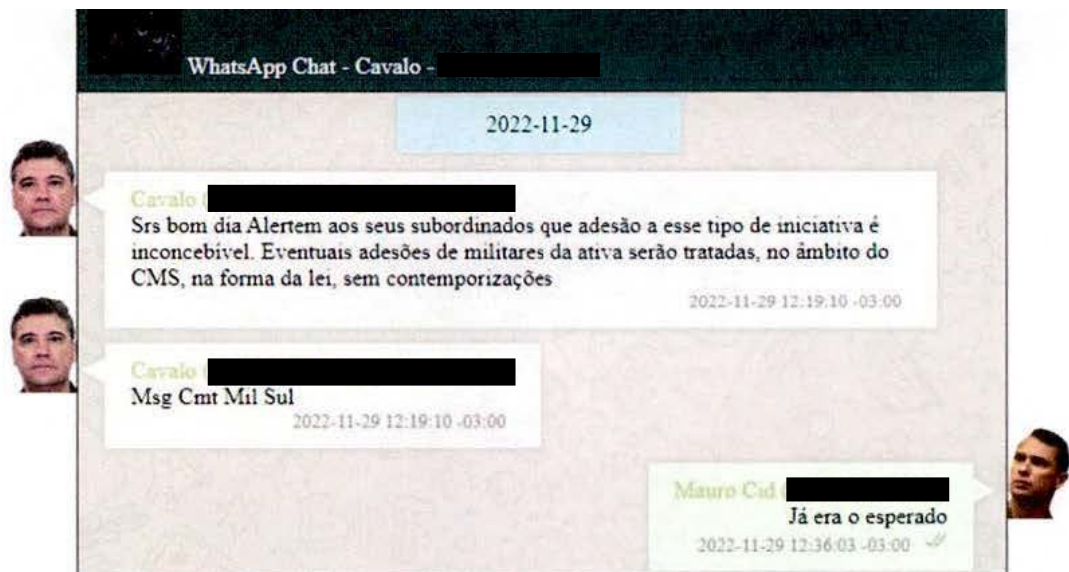 WhatsApp Chat - Cavalo -
2022-11-29
Cavalo (
Srs bom dia Alertem aos seus subordinados que adesão a esse tipo de iniciativa é
inconcebível. Eventuais adesões de militares da ativa serão tratadas, no âmbito do
CMS, na forma da lei, sem contemporizações
2022-11-29 12:19:10 -03:00
Cavalo (
Msg Cmt Mil Sul
2022-11-29 12:19:10 -03:00
Mauro Cid (
Já era o esperado
2022-11-29 12:36:03 -03:00